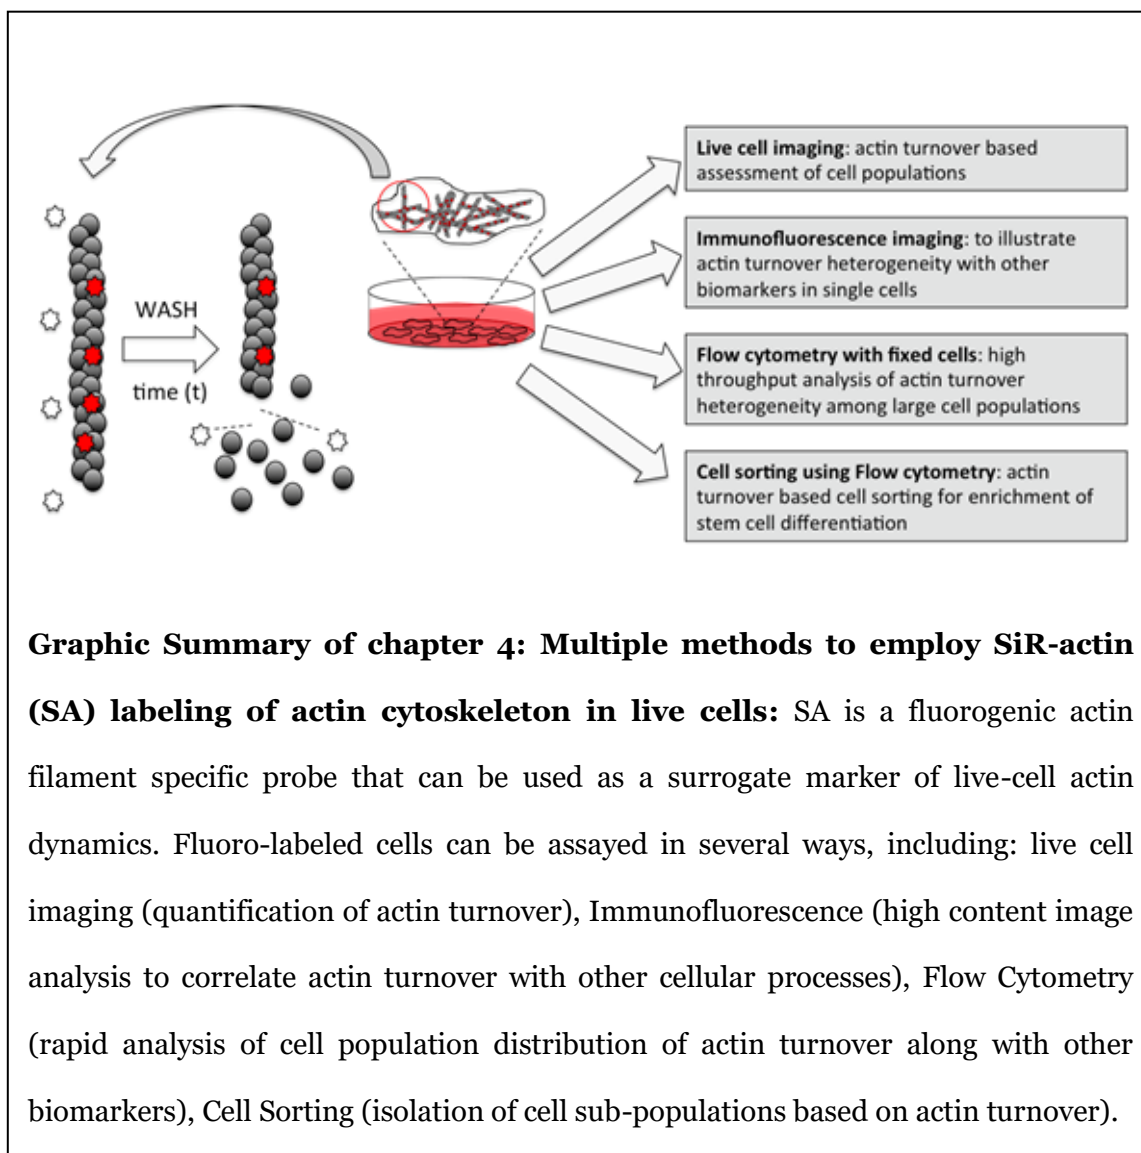 Live cell imaging: actin turnover based
assessment of cell populations
Immunofluorescence imaging: to illustrate
actin turnover heterogeneity with other
biomarkers in single cells
WASH
time (t)
Flow cytometry with fixed cells: high
throughput analysis of actin turnover
heterogeneity among large cell populations
Cell sorting using Flow cytometry: actin
turnover based cell sorting for enrichment of
stem cell differentiation
Graphic Summary of chapter 4: Multiple methods to employ SiR-actin
(SA) labeling of actin cytoskeleton in live cells: SA is a fluorogenic actin
filament specific probe that can be used as a surrogate marker of live-cell actin
dynamics. Fluoro-labeled cells can be assayed in several ways, including: live cell
imaging (quantification of actin turnover), Immunofluorescence (high content image
analysis to correlate actin turnover with other cellular processes), Flow Cytometry
(rapid analysis of cell population distribution of actin turnover along with other
biomarkers), Cell Sorting (isolation of cell sub-populations based on actin turnover).